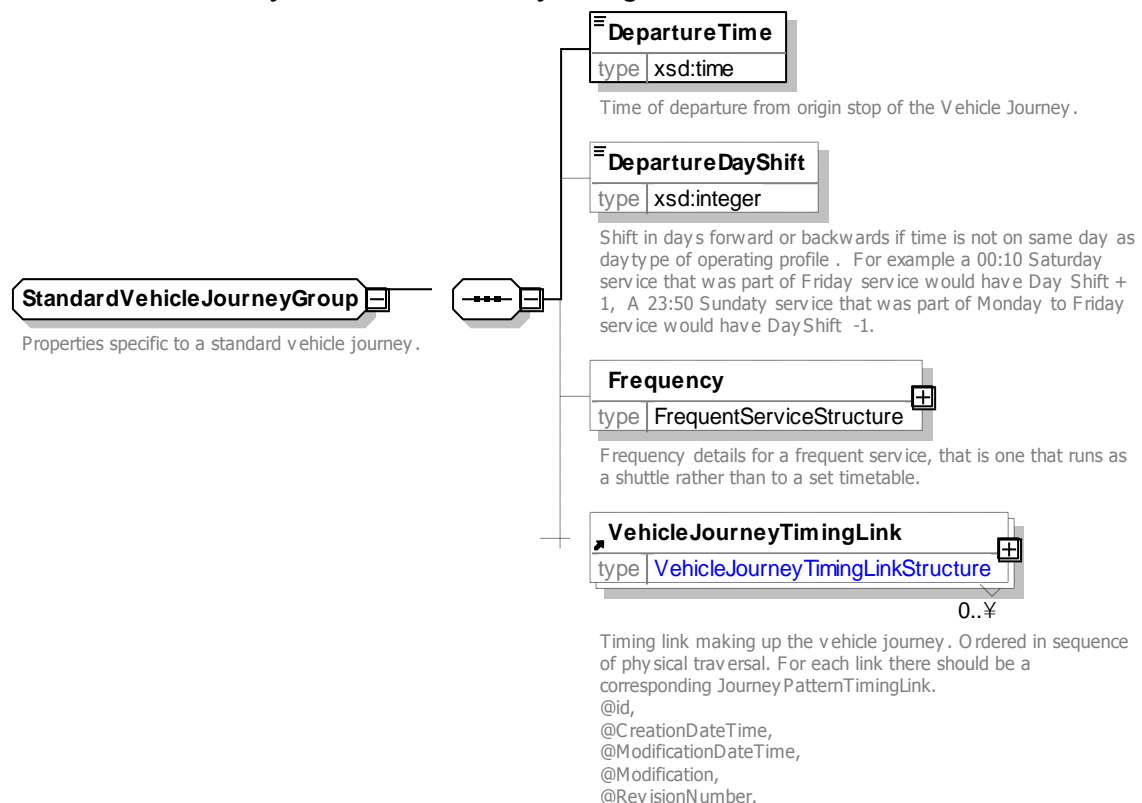 DepartureTime
type xsd:time
Time of departure from origin stop of the Vehicle Journey.
DepartureDayShift
type xsd:integer
Shift in days forward or backwards if time is not on same day as
daytype of operating profile . For example a 00:10 Saturday
service that was part of Friday service would have Day Shift +
1, A 23:50 Sundaty service that was part of Monday to Friday
service would have DayShift -1.
StandardVehicleJourneyGroup
Properties specific to a standard vehicle journey.
Frequency
type FrequentServiceStructure
Frequency details for a frequent service, that is one that runs as
a shuttle rather than to a set timetable.
VehicleJourneyTimingLink
type VehicleJourneyTimingLinkStructure
0..¥
Timing link making up the vehicle journey. Ordered in sequence
of physical traversal. For each link there should be a
corresponding JourneyPatternTimingLink.
@id,
@CreationDateTime,
@ModificationDateTime,
@Modification,
@RevisionNumber.